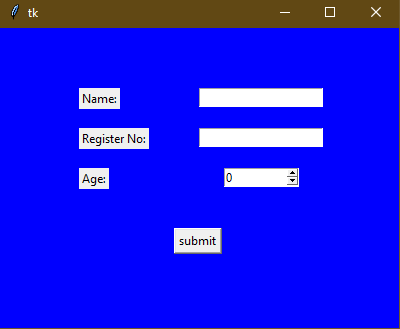 tk
Name:
Register No:
Age: 0
submit